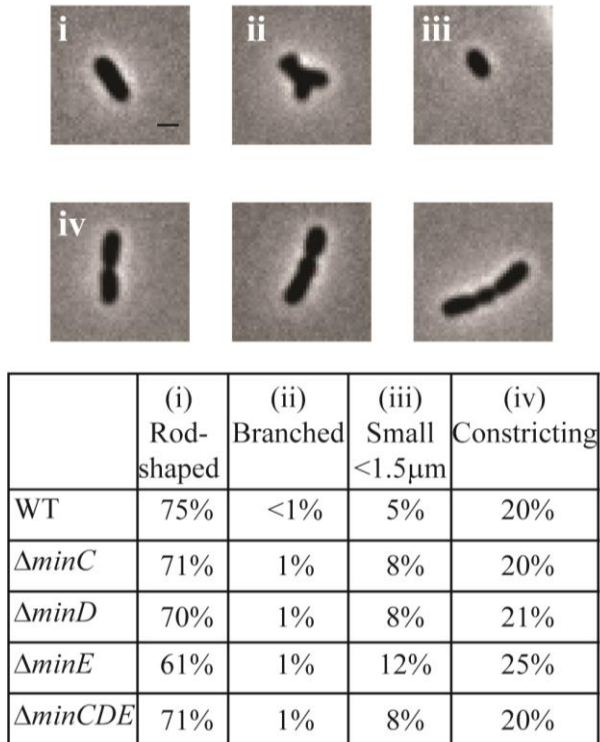 i
ii
iii
iv
(i) Rod-shaped (ii) Branched (iii) Small <1.5μm (iv) Constricting
WT 75% <1% 5% 20%
ΔminC 71% 1% 8% 20%
ΔminD 70% 1% 8% 21%
ΔminE 61% 1% 12% 25%
ΔminCDE 71% 1% 8% 20%